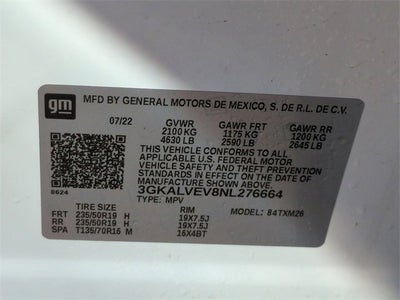 gm
MFD BY GENERAL MOTORS DE MEXICO, S. DE R.L. DE C.V.
07/22 GVWR GAWR FRT GAWR RR
2100 KG 1175 KG 1200 KG
4630 LB 2590 LB 2645 LB
THIS VEHICLE CONFORMS TO ALL
APPLICABLE U.S. FEDERAL MOTOR
VEHICLE SAFETY AND THEFT PREVENTION
STANDARDS IN EFFECT ON THE DATE OF
MANUFACTURE SHOWN ABOVE.
3GKALVEV8NL276664
8624 TYPE: MPV
TIRE SIZE RIM MODEL: 84TXM26
FRT 235/50R19 H 19X7.5J
RR 235/50R19 H 19X7.5J
SPA T135/70R16 M 16X4BT